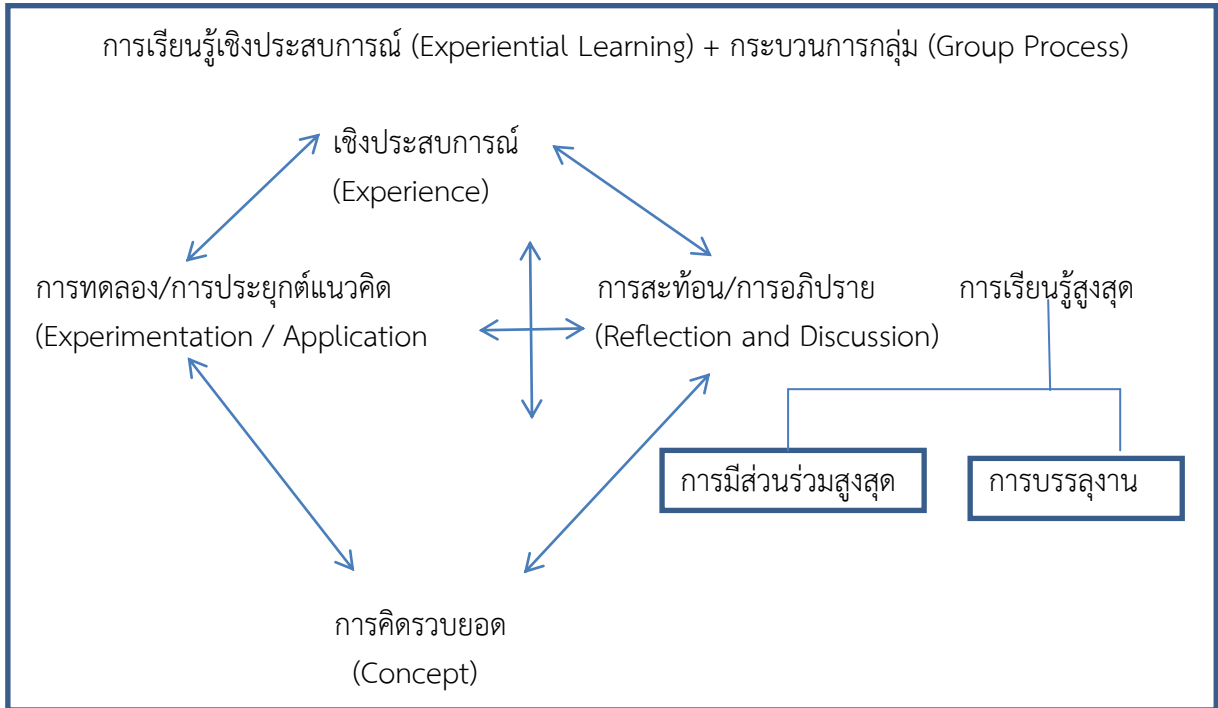 การเรียนรู้เชิงประสบการณ์ (Experiential Learning) + กระบวนการกลุ่ม (Group Process)
เชิงประสบการณ์
(Experience)
การทดลอง/การประยุกต์แนวคิด
(Experimentation / Application
การสะท้อน/การอภิปราย
(Reflection and Discussion)
การเรียนรู้สูงสุด
การมีส่วนร่วมสูงสุด
การบรรลุงาน
การคิดรวบยอด
(Concept)